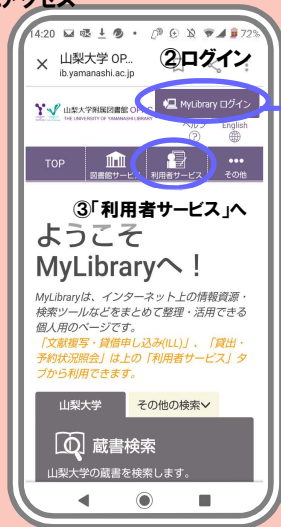 アクセス
14:20
72%
山梨大学 OP...
ib.yamanashi.ac.jp
②ログイン
山梨大学附属図書館 OP
THE UNIVERSITY OF YAMANASHI LIBRARY
MyLibrary ログイン
ヘルプ English
TOP
図書館サービス
利用者サービス
その他
③「利用者サービス」へ
ようこそ
MyLibraryへ！
MyLibraryは、インターネット上の情報資源・
検索ツールなどをまとめて整理・活用できる
個人用のページです。
「文献複写・貸借申し込み(ILL)」、「貸出・
予約状況照会」は上の「利用者サービス」タ
ブから利用できます。
山梨大学
その他の検索
蔵書検索
山梨大学の蔵書を検索します。